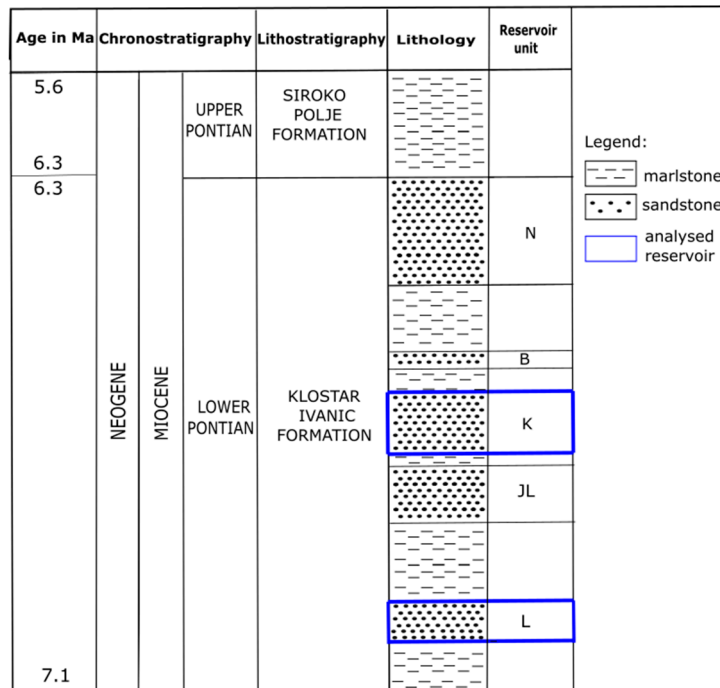 Age in Ma
Chronostratigraphy
Lithostratigraphy
Lithology
Reservoir
unit
5.6
6.3
6.3
7.1
NEOGENE
MIOCENE
UPPER
PONTIAN
LOWER
PONTIAN
SIROKO
POLJE
FORMATION
KLOSTAR
IVANIC
FORMATION
N
B
K
JL
L
Legend:
marlstone
sandstone
analysed
reservoir